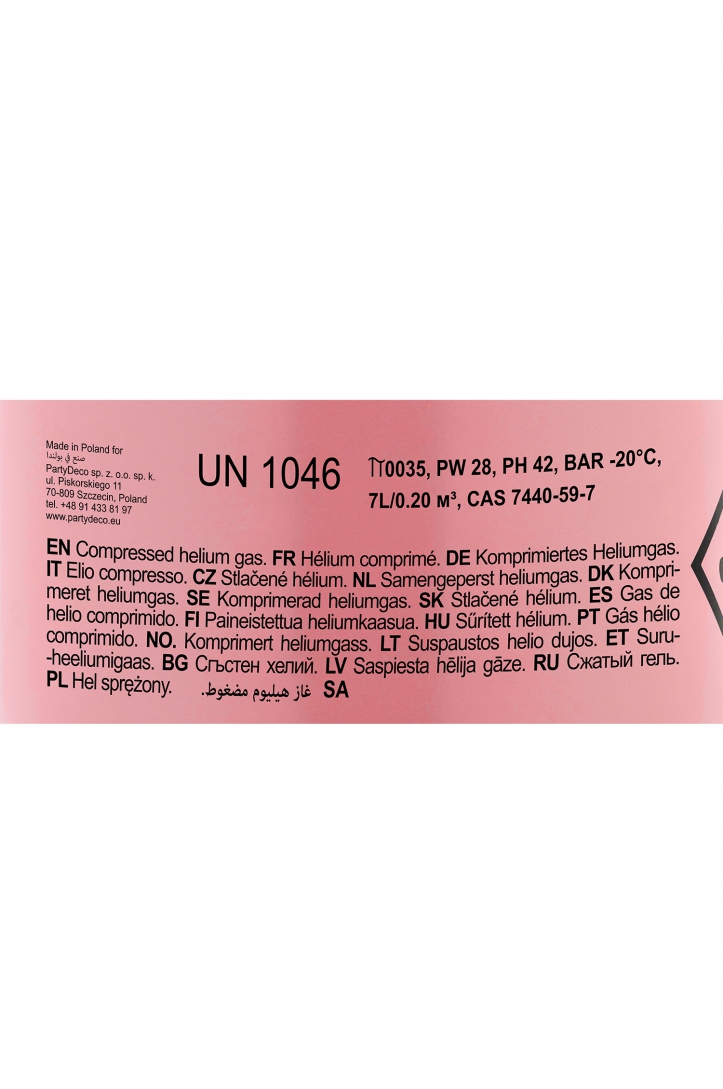 Made in Poland for
صنع في بولندا
PartyDeco sp. z. o.o. sp. k.
ul. Piskorskiego 11
70-809 Szczecin, Poland
tel. +48 91 433 81 97
www.partydeco.eu
UN 1046
0035, PW 28, PH 42, BAR -20°C,
7L/0.20 м³, CAS 7440-59-7
EN Compressed helium gas. FR Hélium comprimé. DE Komprimiertes Heliumgas.
IT Elio compresso. CZ Stlačené hélium. NL Samengeperst heliumgas. DK Kompri-
meret heliumgas. SE Komprimerad heliumgas. SK Stlačené hélium. ES Gas de
helio comprimido. FI Paineistettua heliumkaasua. HU Sűrített hélium. PT Gás hélio
comprimido. NO. Komprimert heliumgass. LT Suspaustos helio dujos. ET Suru-
-heeliumigaas. BG Сгъстен хелий. LV Saspiesta hēlija gāze. RU Сжатый гель.
PL Hel sprężony. غاز هيليوم مضغوط. SA